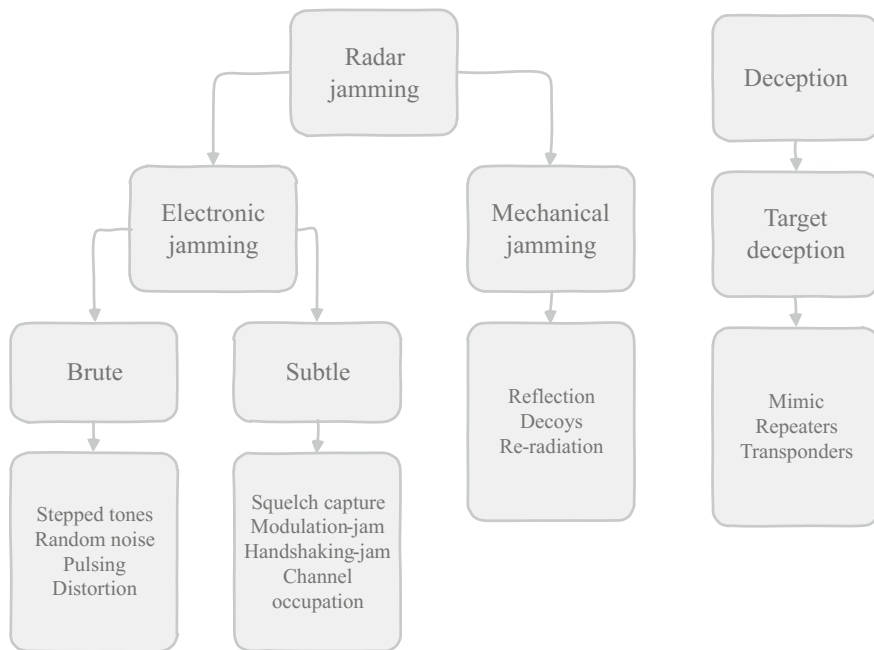 Radar
jamming
Deception
Electronic
jamming
Mechanical
jamming
Target
deception
Brute
Subtle
Reflection
Decoys
Re-radiation
Mimic
Repeaters
Transponders
Stepped tones
Random noise
Pulsing
Distortion
Squelch capture
Modulation-jam
Handshaking-jam
Channel
occupation